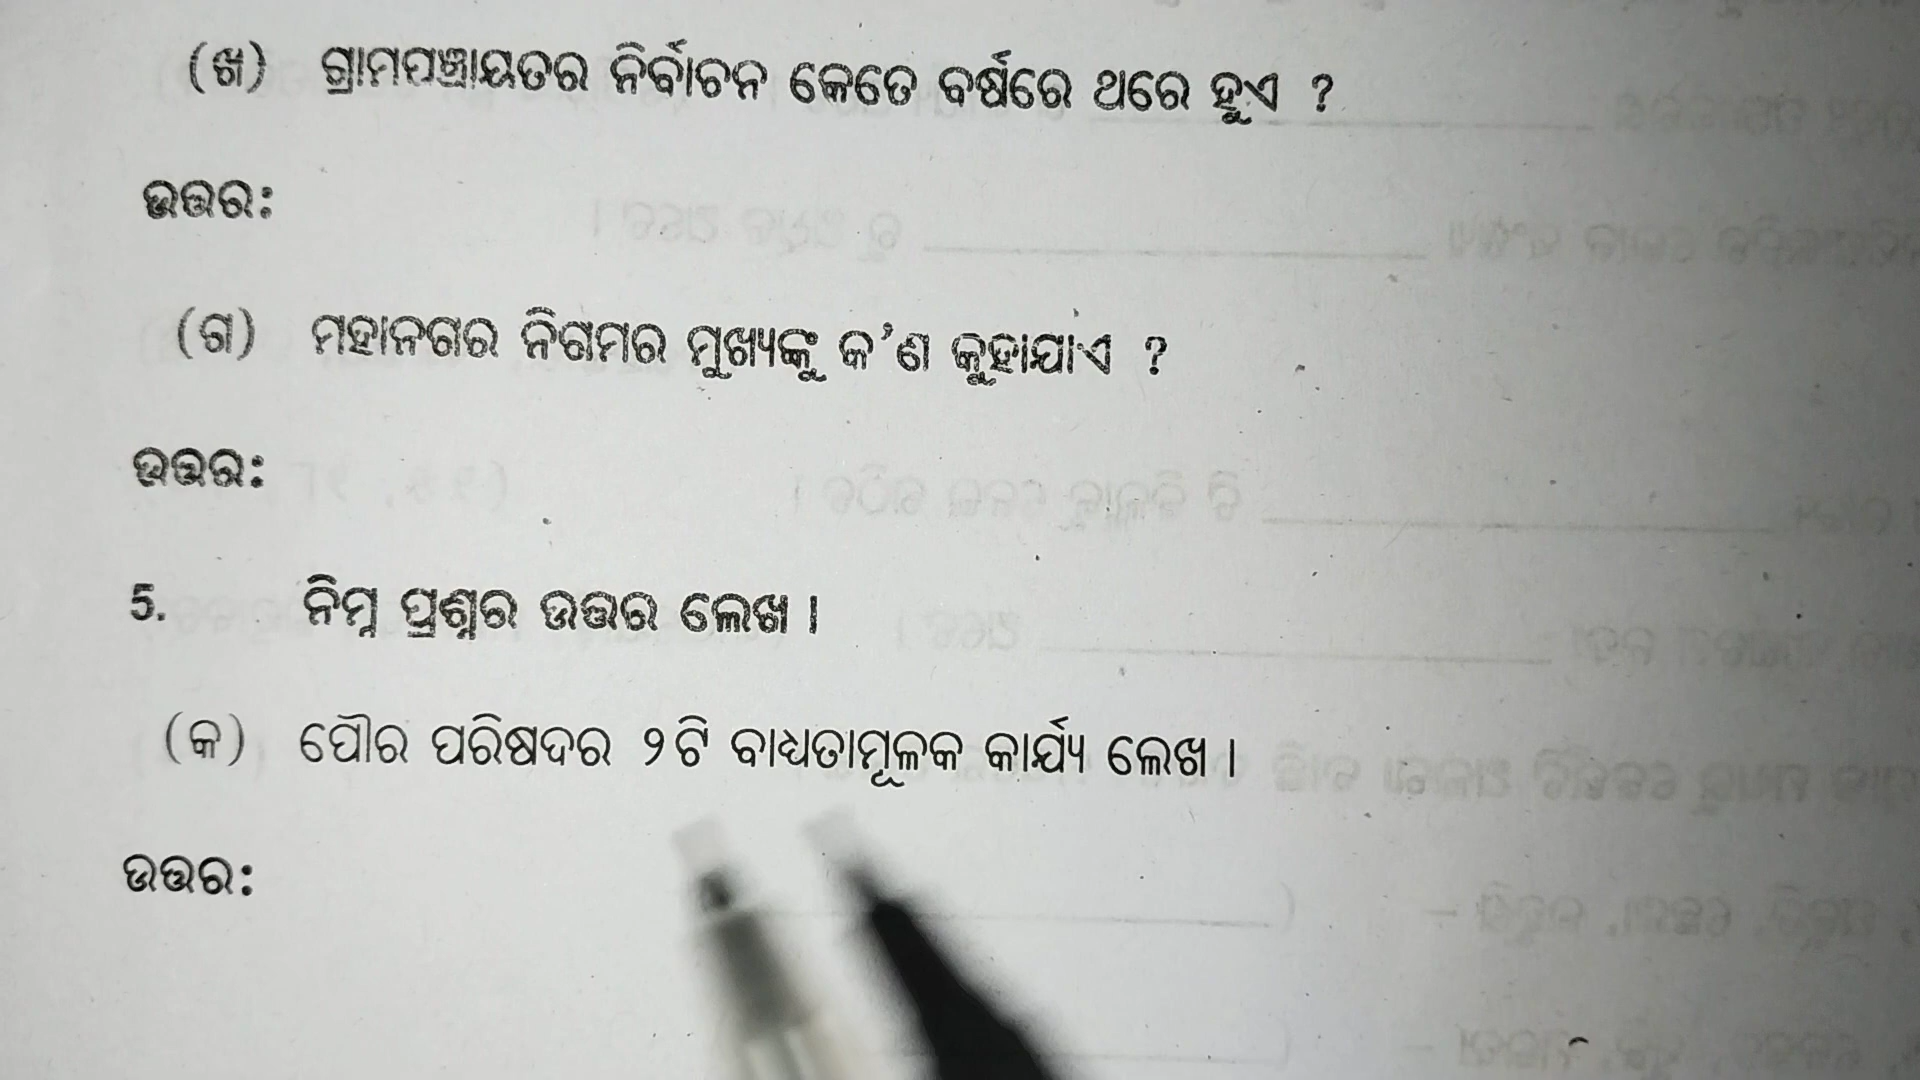 (ଖ) ଗ୍ରାମପଞ୍ଚାୟତର ନିର୍ବାଚନ କେତେ ବର୍ଷରେ ଥରେ ହୁଏ ?
ଉତ୍ତର:
(ଗ) ମହାନଗର ନିଗମର ମୁଖ୍ୟଙ୍କୁ କ'ଣ କୁହାଯାଏ ?
ଉତ୍ତର:
5. ନିମ୍ନ ପ୍ରଶ୍ନର ଉତ୍ତର ଲେଖ ।
(କ) ପୌର ପରିଷଦର ୨ଟି ବାଧ୍ୟତାମୂଳକ କାର୍ଯ୍ୟ ଲେଖ ।
ଉତ୍ତର: